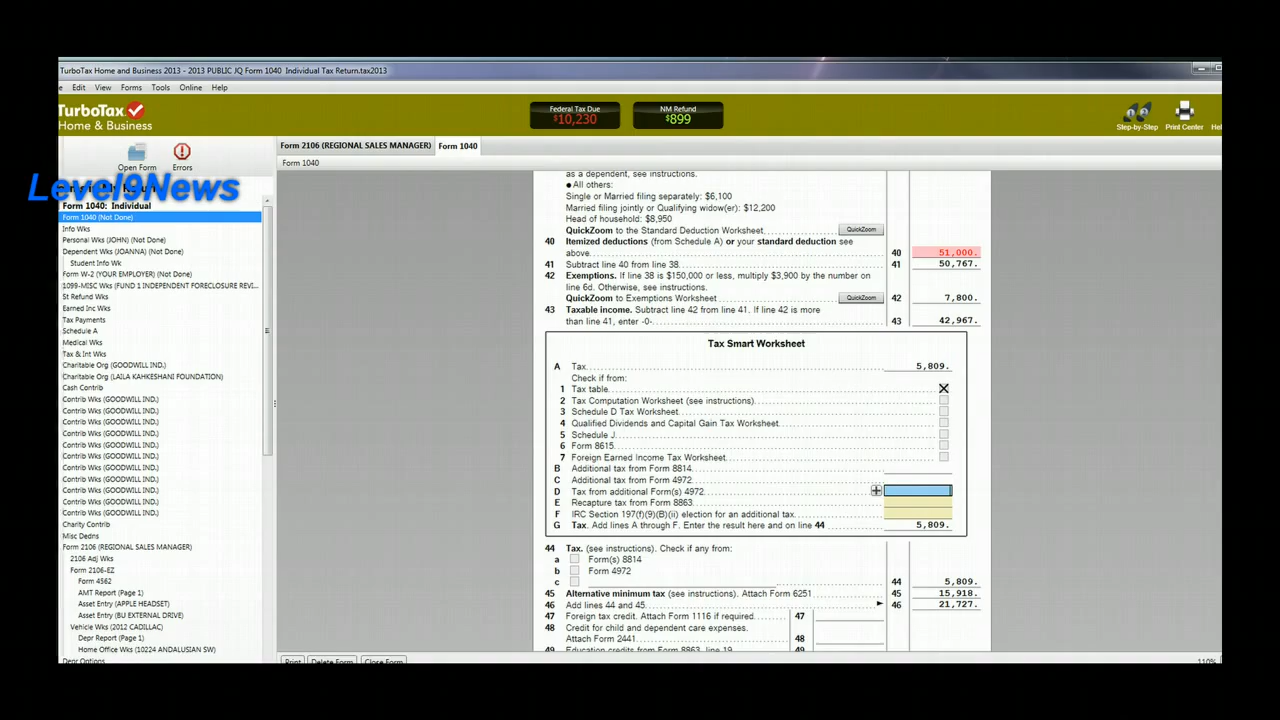 TurboTax Home and Business 2013 - 2013 PUBLIC JQ Form 1040 Individual Tax Return.tax2013
Edit View Forms Tools Online Help
TurboTax
Home & Business
Federal Tax Due
$10,230
NM Refund
$899
Step-by-Step
Print Center
Open Form
Errors
Level9News
Form 1040: Individual
Form 1040 (Not Done)
Info Wks
Personal Wks (JOHN) (Not Done)
Dependent Wks (JOANNA) (Not Done)
Student Info Wk
Form W-2 (YOUR EMPLOYER) (Not Done)
1099-MISC Wks (FUND 1 INDEPENDENT FORECLOSURE REVI...
St Refund Wks
Earned Inc Wks
Tax Payments
Schedule A
Medical Wks
Tax & Int Wks
Charitable Org (GOODWILL IND.)
Charitable Org (LAILA KAHKESHANI FOUNDATION)
Cash Contrib
Contrib Wks (GOODWILL IND.)
Contrib Wks (GOODWILL IND.)
Contrib Wks (GOODWILL IND.)
Contrib Wks (GOODWILL IND.)
Contrib Wks (GOODWILL IND.)
Contrib Wks (GOODWILL IND.)
Contrib Wks (GOODWILL IND.)
Contrib Wks (GOODWILL IND.)
Contrib Wks (GOODWILL IND.)
Contrib Wks (GOODWILL IND.)
Contrib Wks (GOODWILL IND.)
Charity Contrib
Misc Dedns
Form 2106 (REGIONAL SALES MANAGER)
2106 Adj Wks
Form 2106-EZ
Form 4562
AMT Report (Page 1)
Asset Entry (APPLE HEADSET)
Asset Entry (BU EXTERNAL DRIVE)
Vehicle Wks (2012 CADILLAC)
Depr Report (Page 1)
Home Office Wks (10224 ANDALUSIAN SW)
Depr Options
Form 2106 (REGIONAL SALES MANAGER)
Form 1040
Form 1040
as a dependent, see instructions.
● All others:
Single or Married filing separately: $6,100
Married filing jointly or Qualifying widow(er): $12,200
Head of household: $8,950
QuickZoom to the Standard Deduction Worksheet QuickZoom
40 Itemized deductions (from Schedule A) or your standard deduction see
above 40 51,000.
41 Subtract line 40 from line 38 41 50,767.
42 Exemptions. If line 38 is $150,000 or less, multiply $3,900 by the number on
line 6d. Otherwise, see instructions.
QuickZoom to Exemptions Worksheet QuickZoom 42 7,800.
43 Taxable income. Subtract line 42 from line 41. If line 42 is more
than line 41, enter -0- 43 42,967.
Tax Smart Worksheet
A Tax 5,809.
Check if from:
1 Tax table X
2 Tax Computation Worksheet (see instructions)
3 Schedule D Tax Worksheet
4 Qualified Dividends and Capital Gain Tax Worksheet
5 Schedule J
6 Form 8615
7 Foreign Earned Income Tax Worksheet
B Additional tax from Form 8814
C Additional tax from Form 4972
D Tax from additional Form(s) 4972
E Recapture tax from Form 8863
F IRC Section 197(f)(9)(B)(ii) election for an additional tax
G Tax. Add lines A through F. Enter the result here and on line 44 5,809.
44 Tax. (see instructions). Check if any from:
a Form(s) 8814
b Form 4972
c 44 5,809.
45 Alternative minimum tax (see instructions). Attach Form 6251 45 15,918.
46 Add lines 44 and 45 46 21,727.
47 Foreign tax credit. Attach Form 1116 if required 47
48 Credit for child and dependent care expenses.
Attach Form 2441 48
49 Education credits from Form 8863, line 19 49
Print Delete Form Close Form 110%